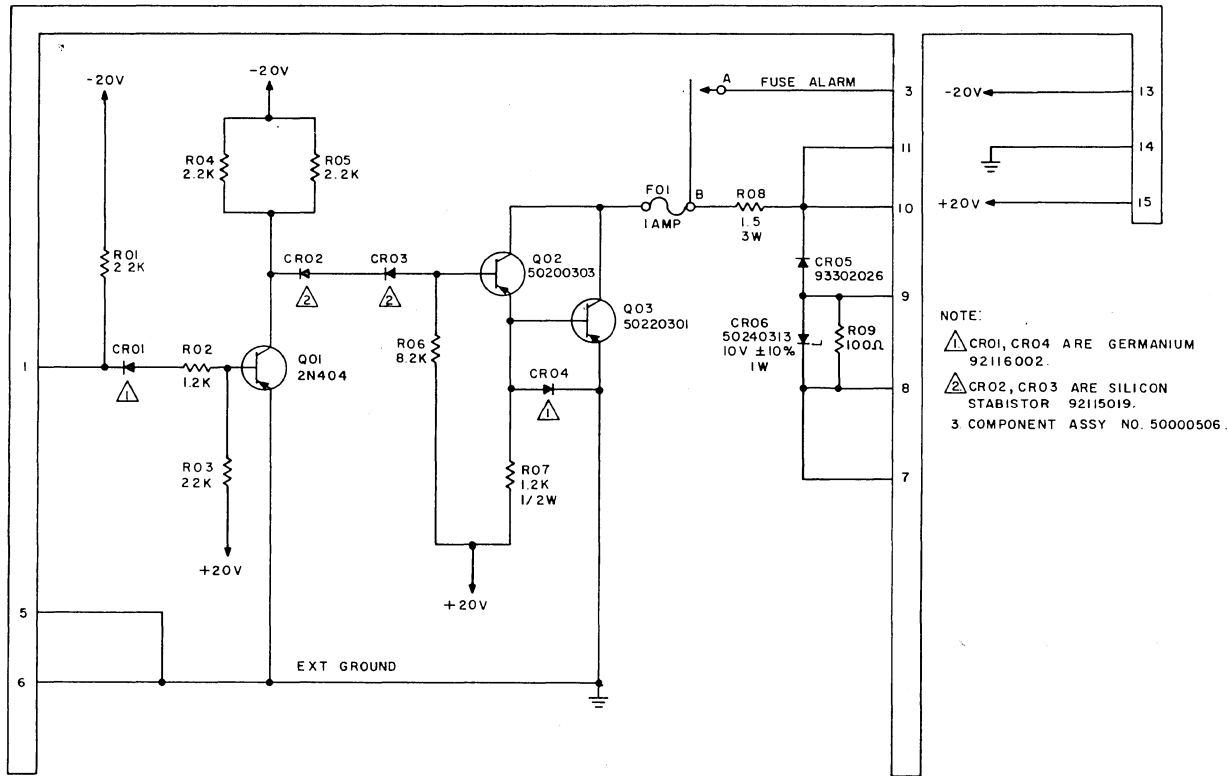 -20V
-20V
A
FUSE ALARM
3
-20V
13
R04
2.2K
R05
2.2K
11
14
F01
1 AMP
B
R08
1.5
3W
10
+20V
15
R01
2.2K
CR02
2
CR03
2
Q02
50200303
CR05
93302026
9
Q03
50220301
NOTE:
1. CR01, CR04 ARE GERMANIUM
92116002.
2. CR02, CR03 ARE SILICON
STABISTOR 92115019.
3. COMPONENT ASSY NO. 50000506.
CR06
50240313
10V ±10%
1W
R09
100Ω
R06
8.2K
1
CR01
1
R02
1.2K
Q01
2N404
CR04
1
8
R03
22K
R07
1.2K
1/2W
7
+20V
+20V
5
EXT GROUND
6